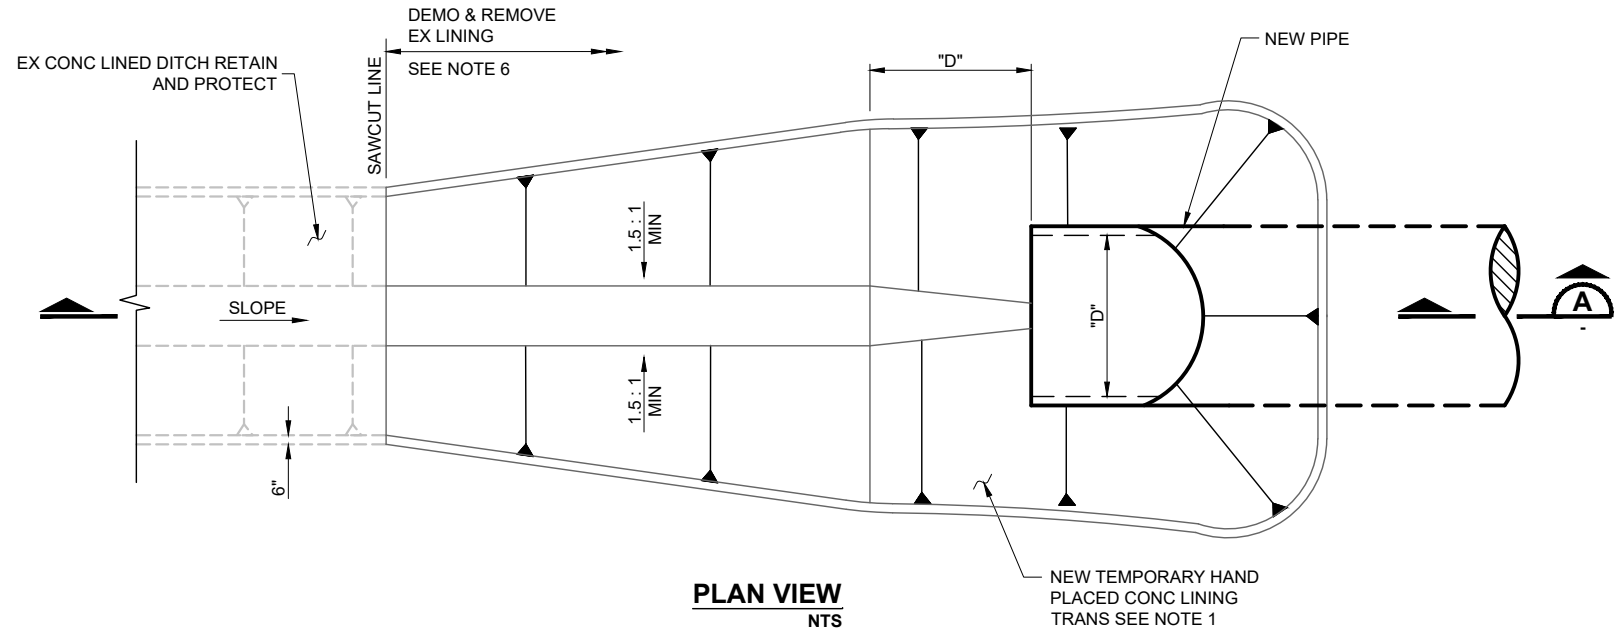 DEMO & REMOVE
EX LINING
SEE NOTE 6
EX CONC LINED DITCH RETAIN
AND PROTECT
SAWCUT LINE
"D"
NEW PIPE
1.5 : 1
MIN
SLOPE
"D"
A
-
1.5 : 1
MIN
6"
NEW TEMPORARY HAND
PLACED CONC LINING
TRANS SEE NOTE 1
PLAN VIEW
NTS